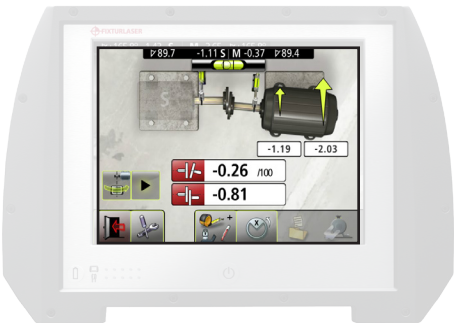 FIXTURLASER
89.7 -1.11 S M -0.37 89.4
S
-1.19 -2.03
-0.26 /100
-0.81
X